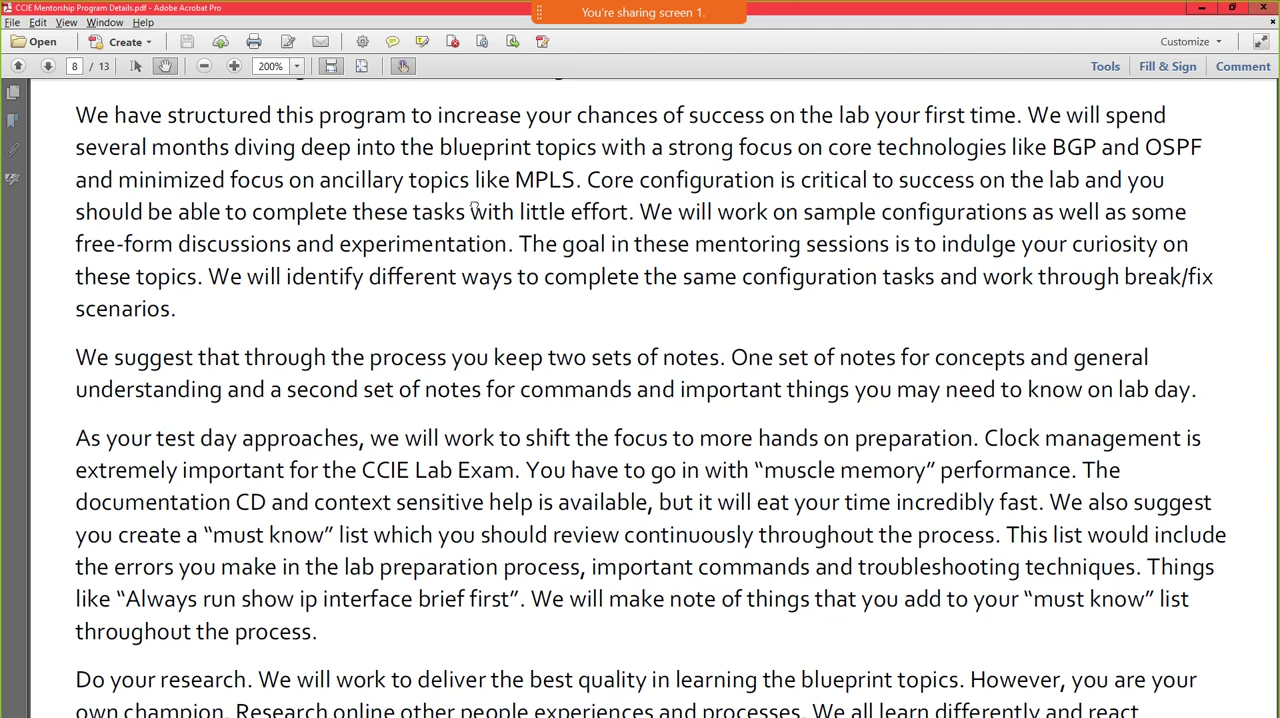 CCIE Mentorship Program Details.pdf - Adobe Acrobat Pro
You're sharing screen 1.
File Edit View Window Help
Open Create Customize
8 / 13 200% Tools Fill & Sign Comment
We have structured this program to increase your chances of success on the lab your first time. We will spend
several months diving deep into the blueprint topics with a strong focus on core technologies like BGP and OSPF
and minimized focus on ancillary topics like MPLS. Core configuration is critical to success on the lab and you
should be able to complete these tasks with little effort. We will work on sample configurations as well as some
free-form discussions and experimentation. The goal in these mentoring sessions is to indulge your curiosity on
these topics. We will identify different ways to complete the same configuration tasks and work through break/fix
scenarios.
We suggest that through the process you keep two sets of notes. One set of notes for concepts and general
understanding and a second set of notes for commands and important things you may need to know on lab day.
As your test day approaches, we will work to shift the focus to more hands on preparation. Clock management is
extremely important for the CCIE Lab Exam. You have to go in with “muscle memory” performance. The
documentation CD and context sensitive help is available, but it will eat your time incredibly fast. We also suggest
you create a “must know” list which you should review continuously throughout the process. This list would include
the errors you make in the lab preparation process, important commands and troubleshooting techniques. Things
like “Always run show ip interface brief first”. We will make note of things that you add to your “must know” list
throughout the process.
Do your research. We will work to deliver the best quality in learning the blueprint topics. However, you are your
own champion. Research online other people experiences and processes. We all learn differently and react